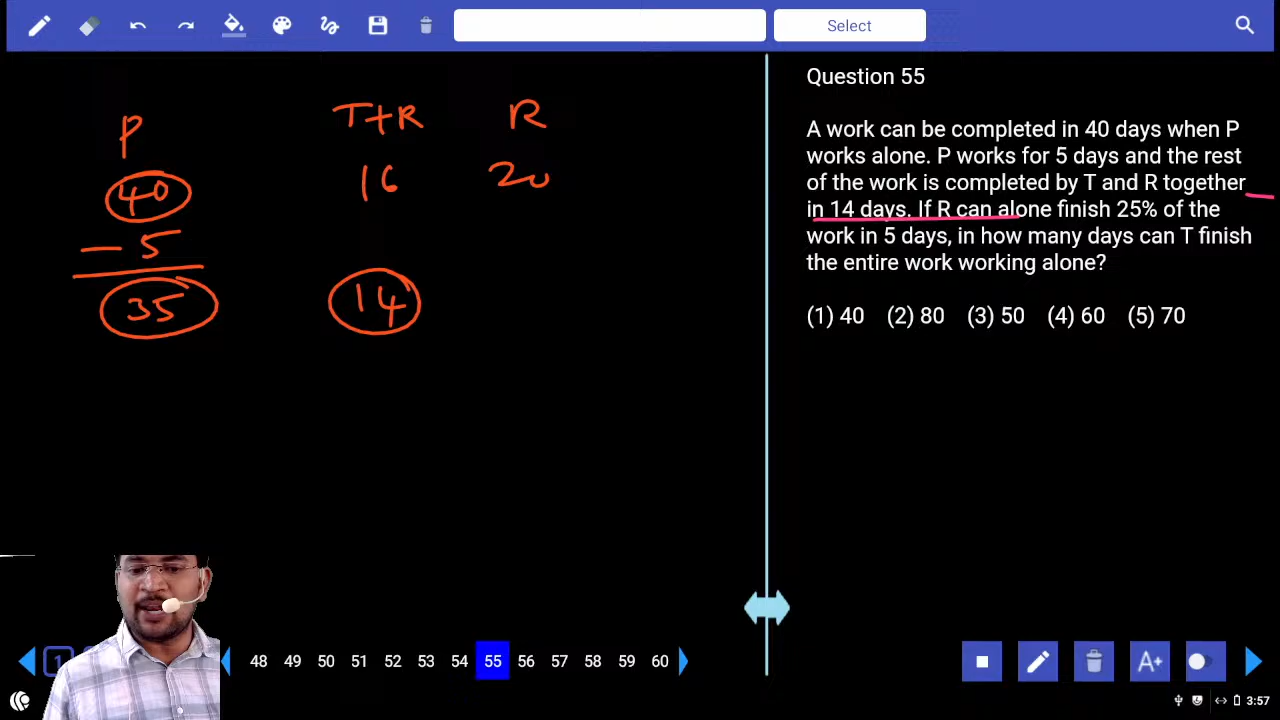 Select
P T+R R
40 16 20
- 5
35 14
Question 55
A work can be completed in 40 days when P
works alone. P works for 5 days and the rest
of the work is completed by T and R together
in 14 days. If R can alone finish 25% of the
work in 5 days, in how many days can T finish
the entire work working alone?
(1) 40 (2) 80 (3) 50 (4) 60 (5) 70
1 48 49 50 51 52 53 54 55 56 57 58 59 60
A+
3:57